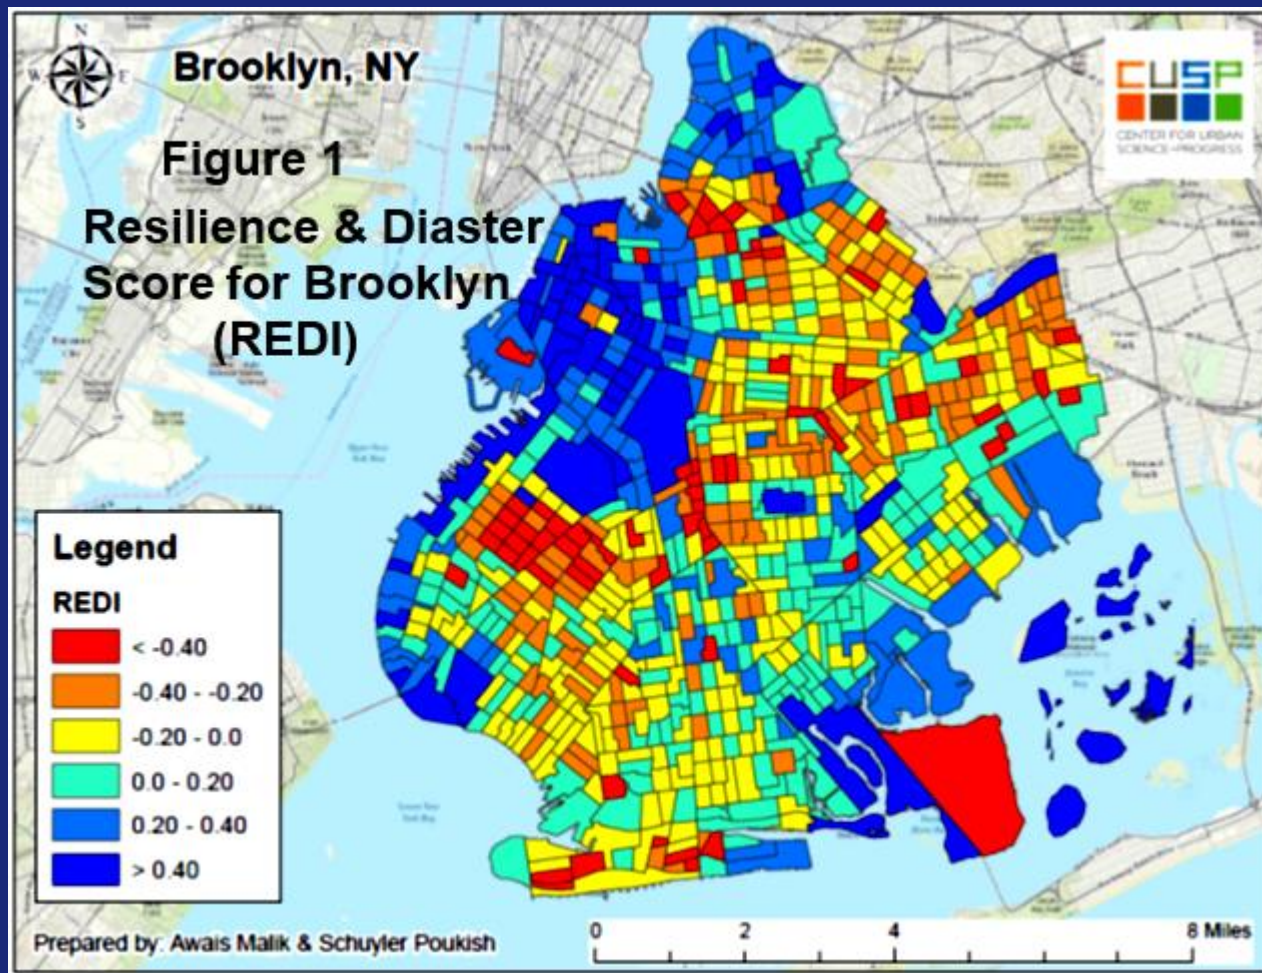 N
W E
S
Brooklyn, NY
Figure 1
Resilience & Diaster
Score for Brooklyn
(REDI)
CUSP
CENTER FOR URBAN
SCIENCE+PROGRESS
Legend
REDI
< -0.40
-0.40 - -0.20
-0.20 - 0.0
0.0 - 0.20
0.20 - 0.40
> 0.40
Prepared by: Awais Malik & Schuyler Poukish
0 2 4 8 Miles